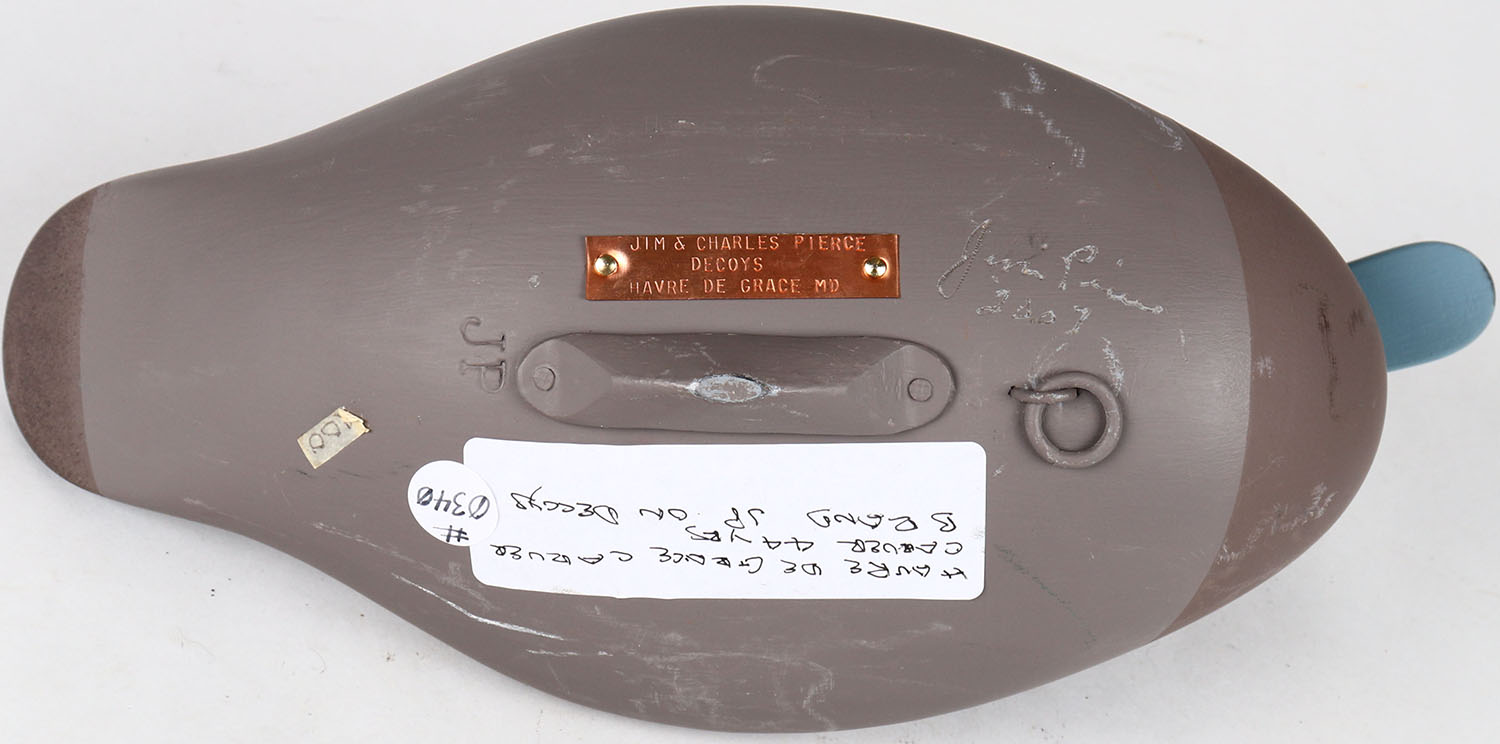 JIM & CHARLES PIERCE
DECOYS
HAVRE DE GRACE MD
Jim Pierce
2007
JP
HAVRE DE GRACE CARVER
CARVER 44 YRS
BRAND JP ON DECOYS
#
0340